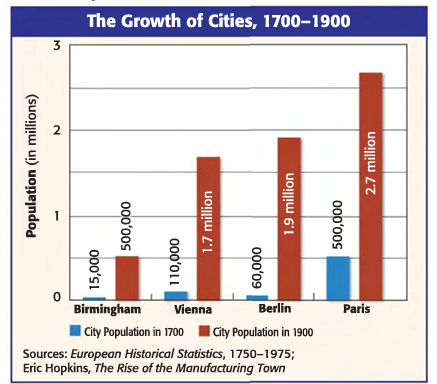 The Growth of Cities, 1700–1900
Population (in millions)
3
2
1
0
15,000
500,000
110,000
1.7 million
60,000
1.9 million
500,000
2.7 million
Birmingham
Vienna
Berlin
Paris
City Population in 1700
City Population in 1900
Sources: European Historical Statistics, 1750–1975;
Eric Hopkins, The Rise of the Manufacturing Town